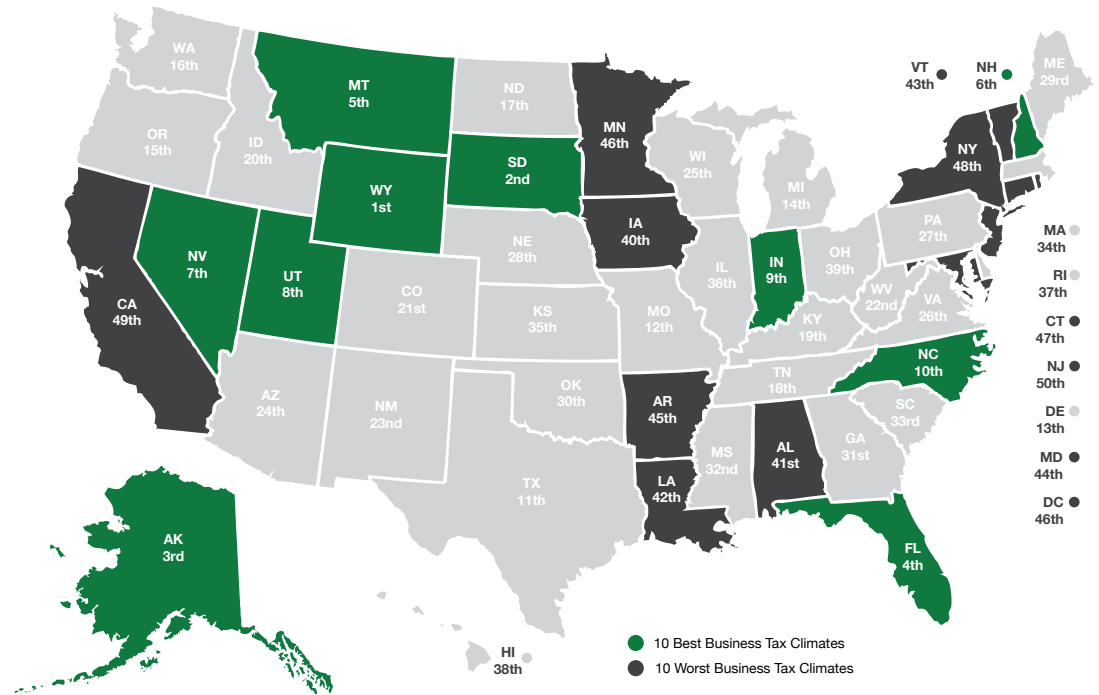 WA
16th
MT
5th
ND
17th
MN
46th
VT
43th
NH
6th
ME
29rd
OR
15th
ID
20th
WY
1st
SD
2nd
WI
25th
MI
14th
NY
48th
NV
7th
UT
8th
CO
21st
NE
28th
IA
40th
IL
36th
IN
9th
OH
39th
PA
27th
WV
22nd
VA
26th
MA
34th
RI
37th
CT
47th
NJ
50th
DE
13th
MD
44th
DC
46th
CA
49th
KS
35th
MO
12th
KY
19th
NC
10th
TN
18th
SC
33rd
AZ
24th
NM
23nd
OK
30th
AR
45th
MS
32nd
AL
41st
GA
31st
TX
11th
LA
42th
FL
4th
AK
3rd
HI
38th
10 Best Business Tax Climates
10 Worst Business Tax Climates